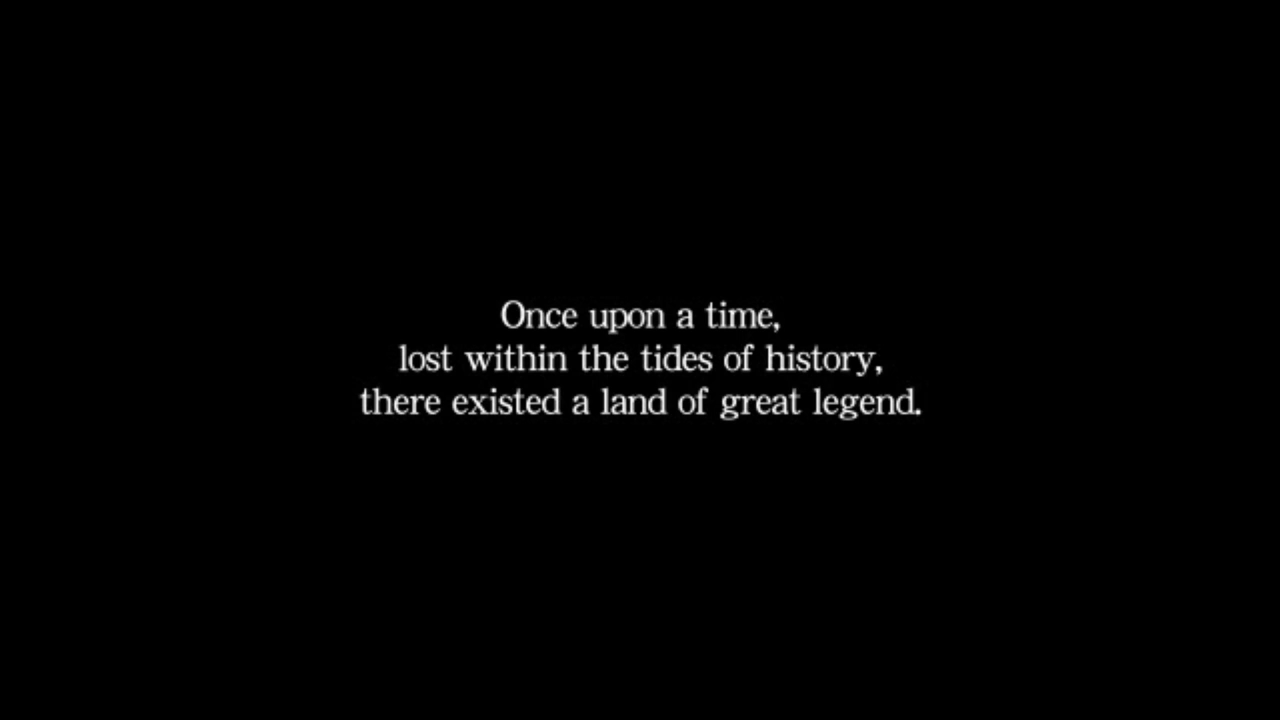 Once upon a time,
lost within the tides of history,
there existed a land of great legend.